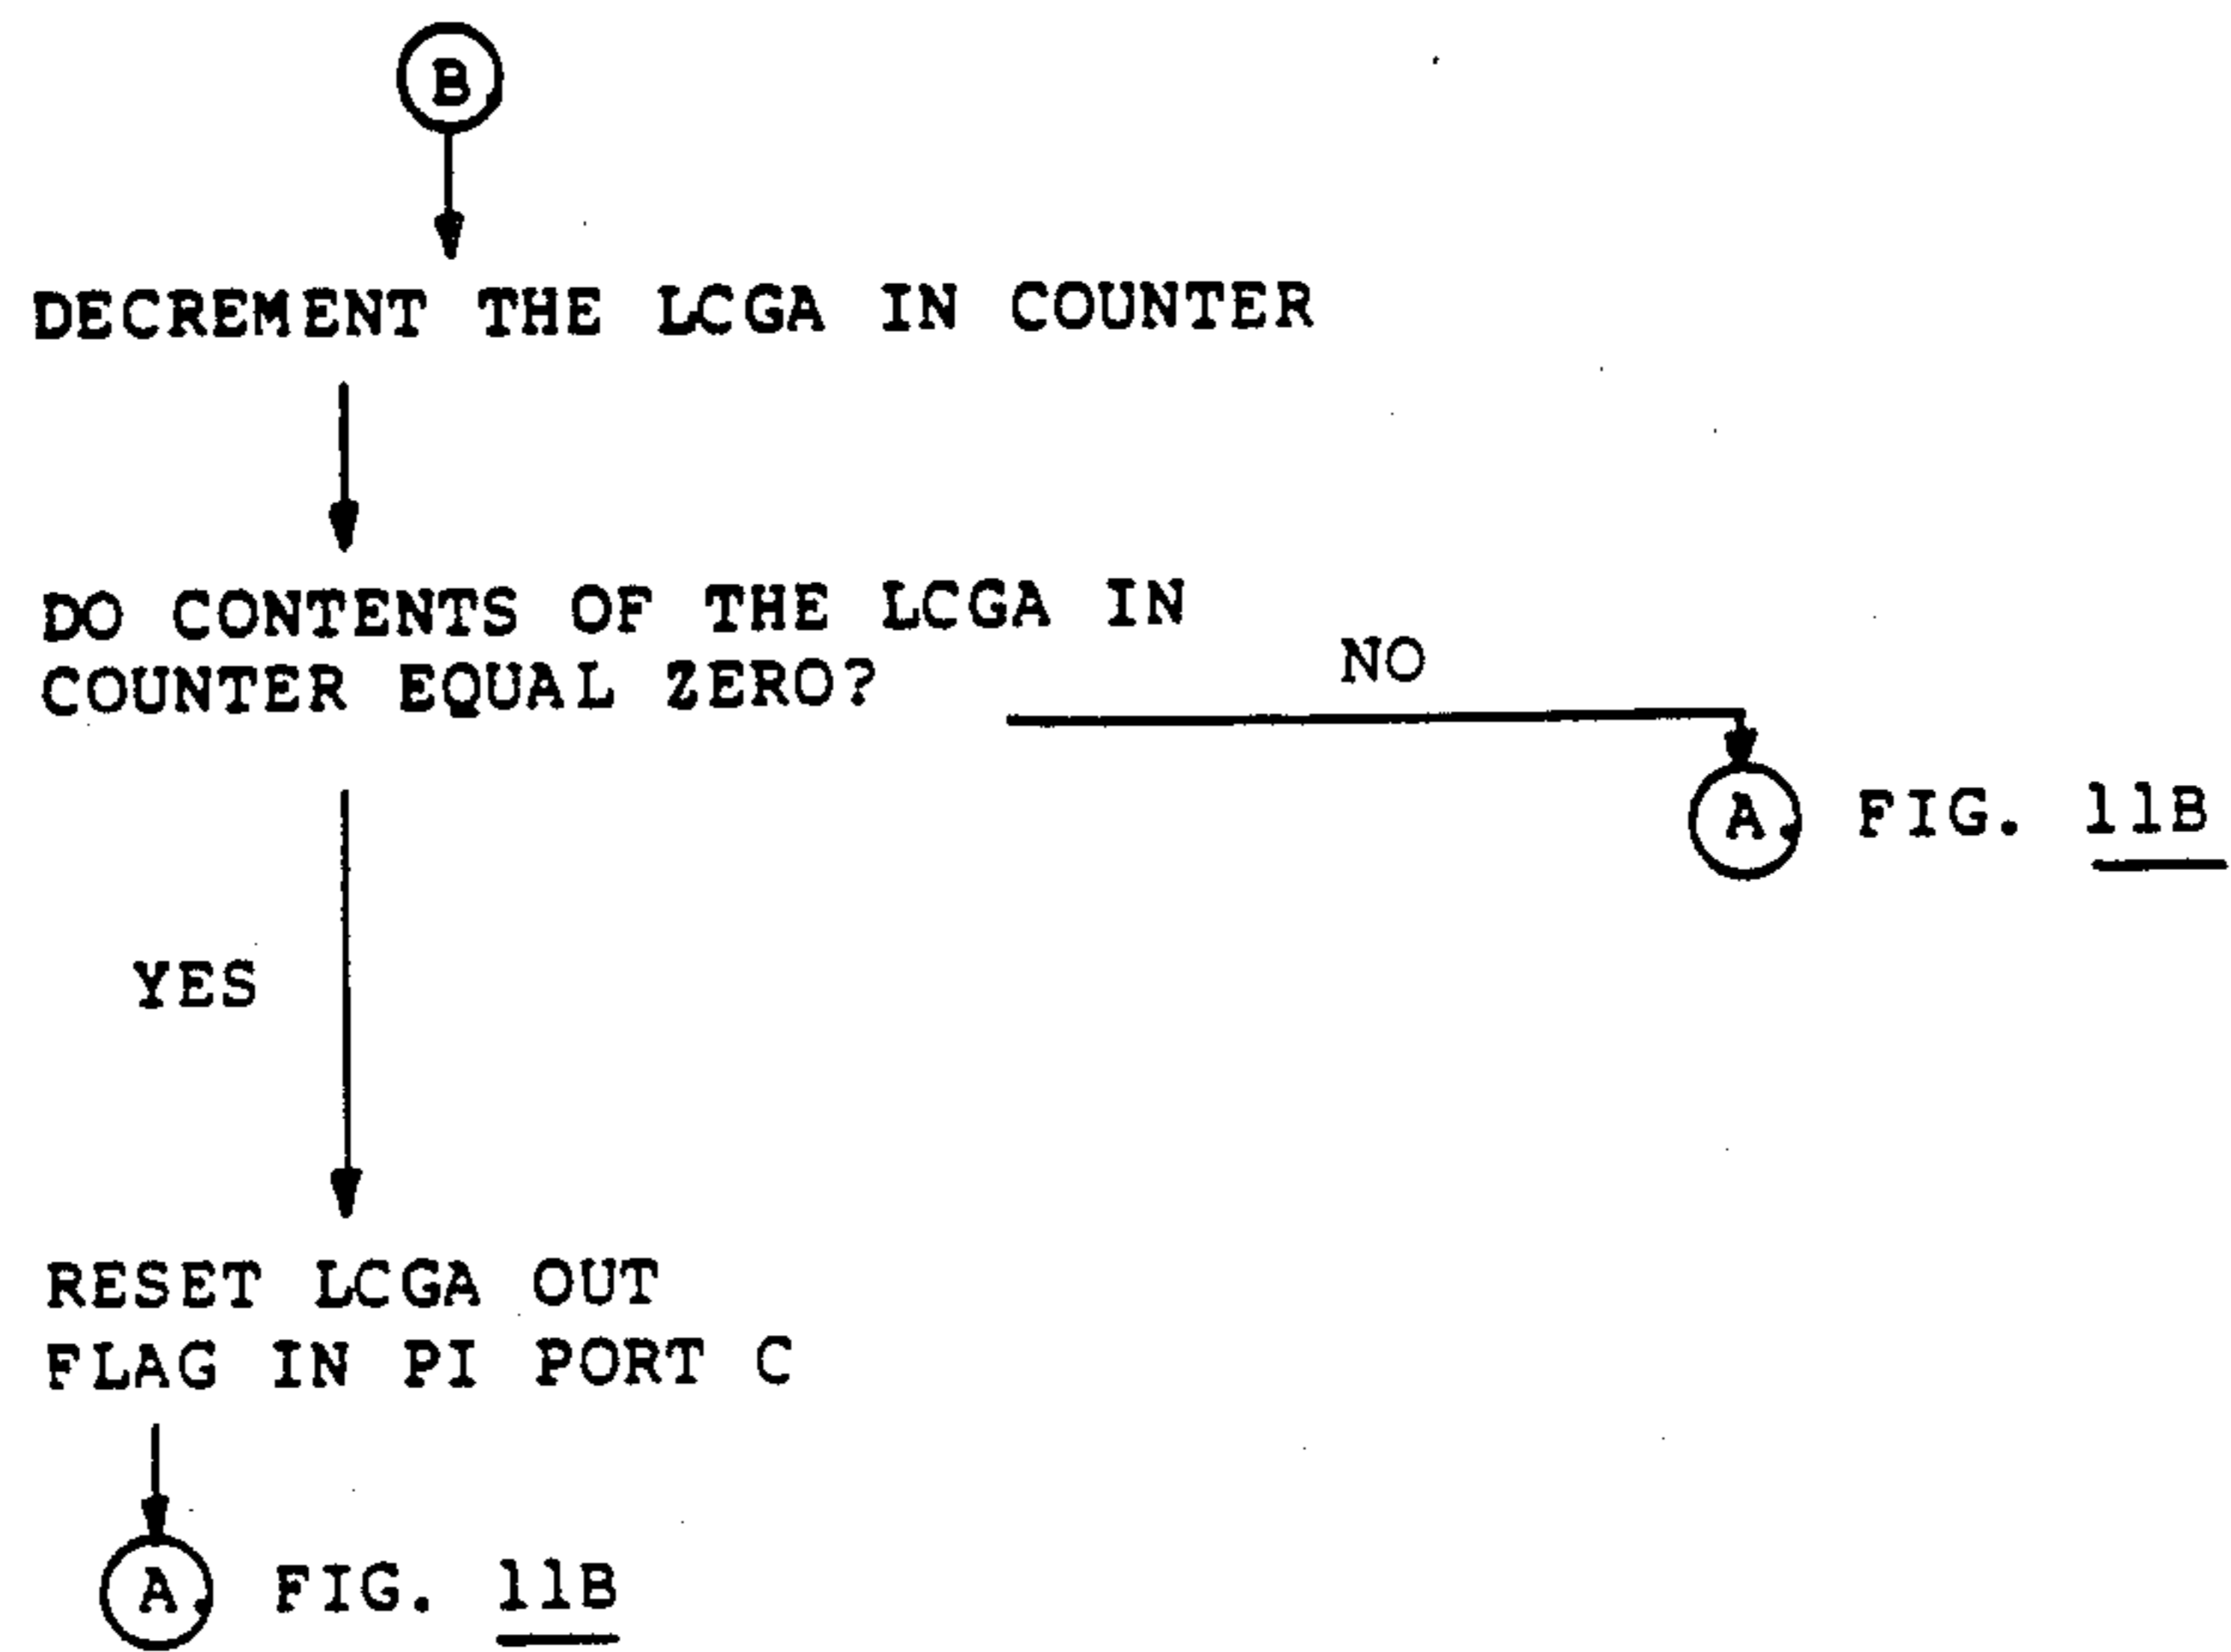 B
DECREMENT THE LCGA IN COUNTER
DO CONTENTS OF THE LCGA IN
COUNTER EQUAL ZERO?
NO
A FIG. 11B
YES
RESET LCGA OUT
FLAG IN PI PORT C
A FIG. 11B